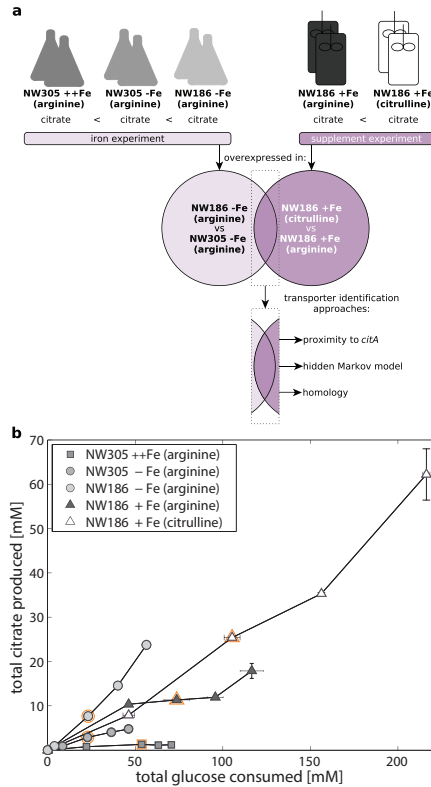 a
NW305 ++Fe
(arginine)
NW305 -Fe
(arginine)
NW186 -Fe
(arginine)
NW186 +Fe
(arginine)
NW186 +Fe
(citrulline)
citrate < citrate < citrate
citrate < citrate
iron experiment
supplement experiment
overexpressed in:
NW186 -Fe
(arginine)
vs
NW305 -Fe
(arginine)
NW186 +Fe
(citrulline)
vs
NW186 +Fe
(arginine)
transporter identification
approaches:
proximity to citA
hidden Markov model
homology
b
NW305 ++Fe (arginine)
NW305 − Fe (arginine)
NW186 − Fe (arginine)
NW186 + Fe (arginine)
NW186 + Fe (citrulline)
total citrate produced [mM]
70
60
50
40
30
20
10
0 50 100 150 200
total glucose consumed [mM]